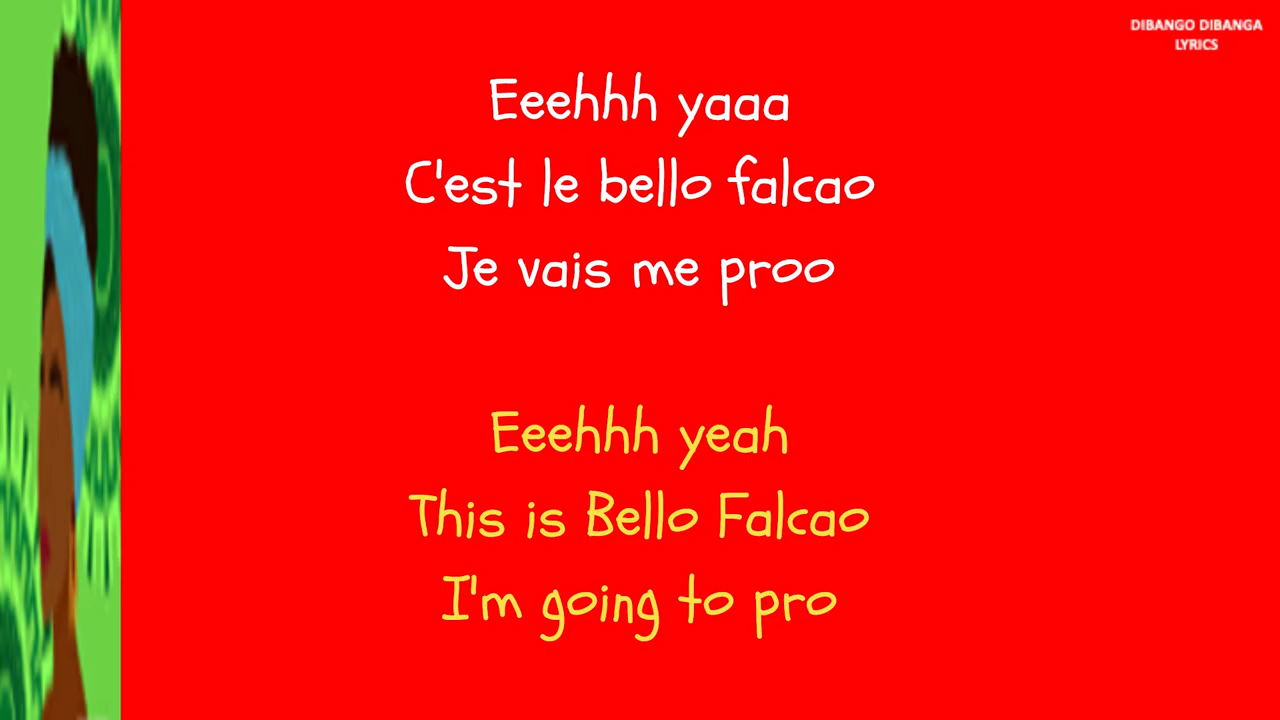 DIBANGO DIBANGA
LYRICS
Eeehhh yaaa
C'est le bello falcao
Je vais me proo
Eeehhh yeah
This is Bello Falcao
I'm going to pro